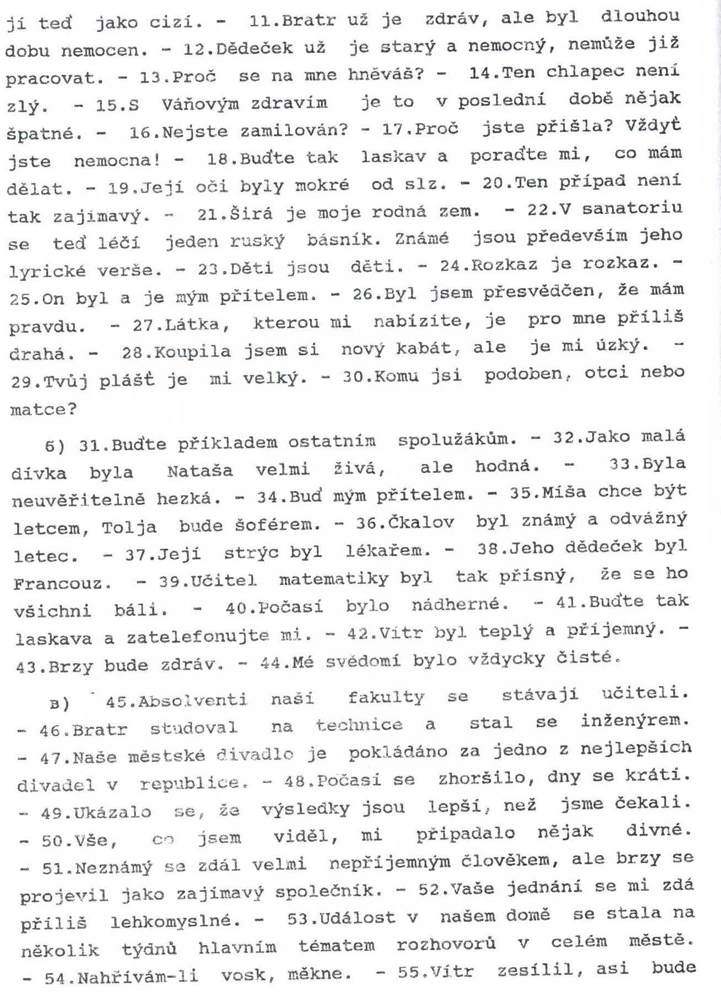 jí teď jako cizí. - 11.Bratr už je zdráv, ale byl dlouhou
dobu nemocen. - 12.Dědeček už je starý a nemocný, nemůže již
pracovat. - 13.Proč se na mne hněváš? - 14.Ten chlapec není
zlý. - 15.S Váňovým zdravím je to v poslední době nějak
špatné. - 16.Nejste zamilován? - 17.Proč jste přišla? Vždyť
jste nemocna! - 18.Buďte tak laskav a poraďte mi, co mám
dělat. - 19.Její oči byly mokré od slz. - 20.Ten případ není
tak zajímavý. - 21.Širá je moje rodná zem. - 22.V sanatoriu
se teď léčí jeden ruský básník. Známé jsou především jeho
lyrické verše. - 23.Děti jsou děti. - 24.Rozkaz je rozkaz. -
25.On byl a je mým přítelem. - 26.Byl jsem přesvědčen, že mám
pravdu. - 27.Látka, kterou mi nabízíte, je pro mne příliš
drahá. - 28.Koupila jsem si nový kabát, ale je mi úzký. -
29.Tvůj plášť je mi velký. - 30.Komu jsi podoben, otci nebo
matce?
б) 31.Buďte příkladem ostatním spolužákům. - 32.Jako malá
dívka byla Nataša velmi živá, ale hodná. - 33.Byla
neuvěřitelně hezká. - 34.Buď mým přítelem. - 35.Míša chce být
letcem, Tolja bude šoférem. - 36.Čkalov byl známý a odvážný
letec. - 37.Její strýc byl lékařem. - 38.Jeho dědeček byl
Francouz. - 39.Učitel matematiky byl tak přísný, že se ho
všichni báli. - 40.Počasí bylo nádherné. - 41.Buďte tak
laskava a zatelefonujte mi. - 42.Vítr byl teplý a příjemný. -
43.Brzy bude zdráv. - 44.Mé svědomí bylo vždycky čisté.
в) 45.Absolventi naší fakulty se stávají učiteli.
- 46.Bratr studoval na technice a stal se inženýrem.
- 47.Naše městské divadlo je pokládáno za jedno z nejlepších
divadel v republice. - 48.Počasí se zhoršilo, dny se krátí.
- 49.Ukázalo se, že výsledky jsou lepší, než jsme čekali.
- 50.Vše, co jsem viděl, mi připadalo nějak divné.
- 51.Neznámý se zdál velmi nepříjemným člověkem, ale brzy se
projevil jako zajímavý společník. - 52.Vaše jednání se mi zdá
příliš lehkomyslné. - 53.Událost v našem domě se stala na
několik týdnů hlavním tématem rozhovorů v celém městě.
- 54.Nahřívám-li vosk, měkne. - 55.Vítr zesílil, asi bude